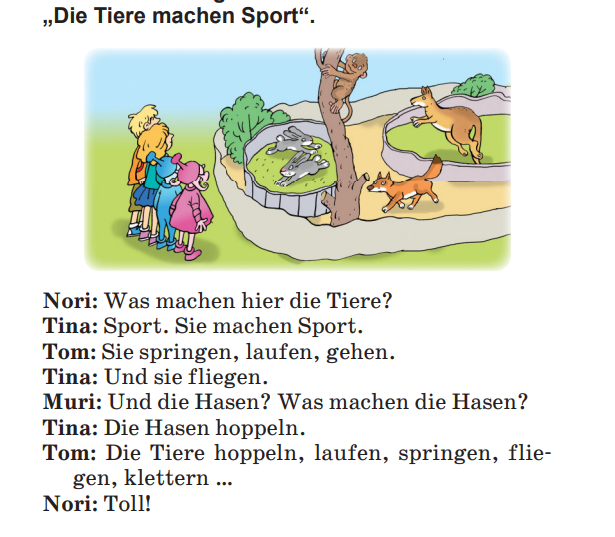 „Die Tiere machen Sport“.
Nori: Was machen hier die Tiere?
Tina: Sport. Sie machen Sport.
Tom: Sie springen, laufen, gehen.
Tina: Und sie fliegen.
Muri: Und die Hasen? Was machen die Hasen?
Tina: Die Hasen hoppeln.
Tom: Die Tiere hoppeln, laufen, springen, flie-
gen, klettern ...
Nori: Toll!